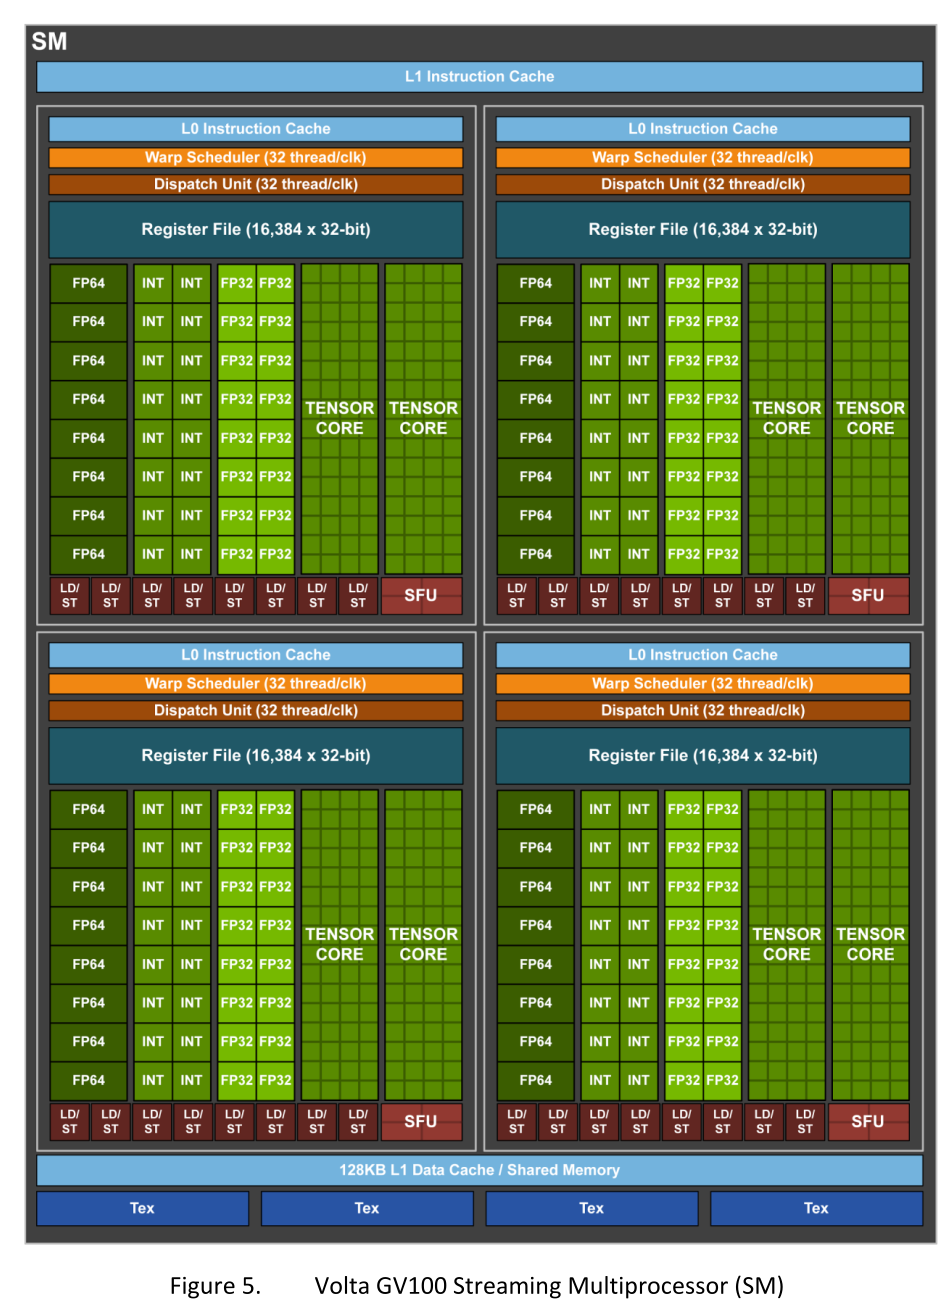 SM
L1 Instruction Cache
L0 Instruction Cache
Warp Scheduler (32 thread/clk)
Dispatch Unit (32 thread/clk)
Register File (16,384 x 32-bit)
FP64 INT INT FP32 FP32
FP64 INT INT FP32 FP32
FP64 INT INT FP32 FP32
FP64 INT INT FP32 FP32 TENSOR CORE TENSOR CORE
FP64 INT INT FP32 FP32
FP64 INT INT FP32 FP32
FP64 INT INT FP32 FP32
FP64 INT INT FP32 FP32
LD/ST LD/ST LD/ST LD/ST LD/ST LD/ST LD/ST LD/ST SFU
L0 Instruction Cache
Warp Scheduler (32 thread/clk)
Dispatch Unit (32 thread/clk)
Register File (16,384 x 32-bit)
FP64 INT INT FP32 FP32
FP64 INT INT FP32 FP32
FP64 INT INT FP32 FP32
FP64 INT INT FP32 FP32 TENSOR CORE TENSOR CORE
FP64 INT INT FP32 FP32
FP64 INT INT FP32 FP32
FP64 INT INT FP32 FP32
FP64 INT INT FP32 FP32
LD/ST LD/ST LD/ST LD/ST LD/ST LD/ST LD/ST LD/ST SFU
L0 Instruction Cache
Warp Scheduler (32 thread/clk)
Dispatch Unit (32 thread/clk)
Register File (16,384 x 32-bit)
FP64 INT INT FP32 FP32
FP64 INT INT FP32 FP32
FP64 INT INT FP32 FP32
FP64 INT INT FP32 FP32 TENSOR CORE TENSOR CORE
FP64 INT INT FP32 FP32
FP64 INT INT FP32 FP32
FP64 INT INT FP32 FP32
FP64 INT INT FP32 FP32
LD/ST LD/ST LD/ST LD/ST LD/ST LD/ST LD/ST LD/ST SFU
L0 Instruction Cache
Warp Scheduler (32 thread/clk)
Dispatch Unit (32 thread/clk)
Register File (16,384 x 32-bit)
FP64 INT INT FP32 FP32
FP64 INT INT FP32 FP32
FP64 INT INT FP32 FP32
FP64 INT INT FP32 FP32 TENSOR CORE TENSOR CORE
FP64 INT INT FP32 FP32
FP64 INT INT FP32 FP32
FP64 INT INT FP32 FP32
FP64 INT INT FP32 FP32
LD/ST LD/ST LD/ST LD/ST LD/ST LD/ST LD/ST LD/ST SFU
128KB L1 Data Cache / Shared Memory
Tex Tex Tex Tex
Figure 5. Volta GV100 Streaming Multiprocessor (SM)